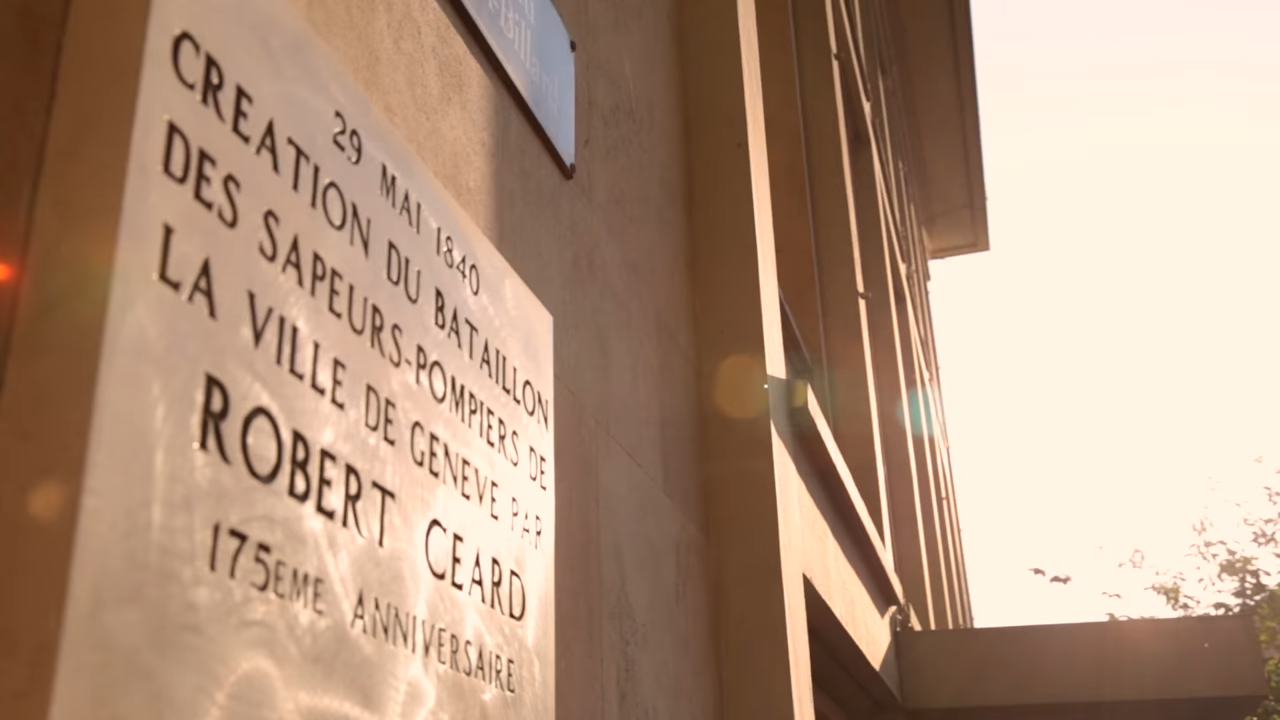 29 MAI 1840
CREATION DU BATAILLON
DES SAPEURS-POMPIERS DE
LA VILLE DE GENEVE PAR
ROBERT CEARD
175EME ANNIVERSAIRE